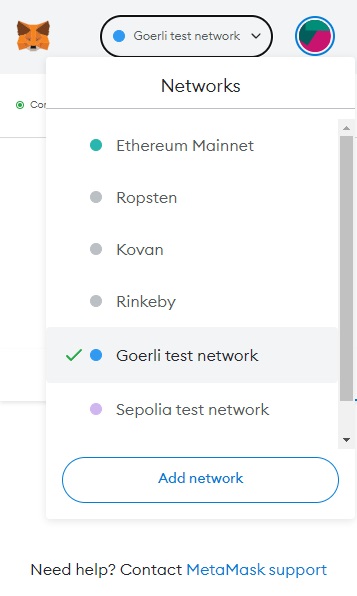 Goerli test network
Networks
Ethereum Mainnet
Ropsten
Kovan
Rinkeby
Goerli test network
Sepolia test network
Add network
Need help? Contact MetaMask support